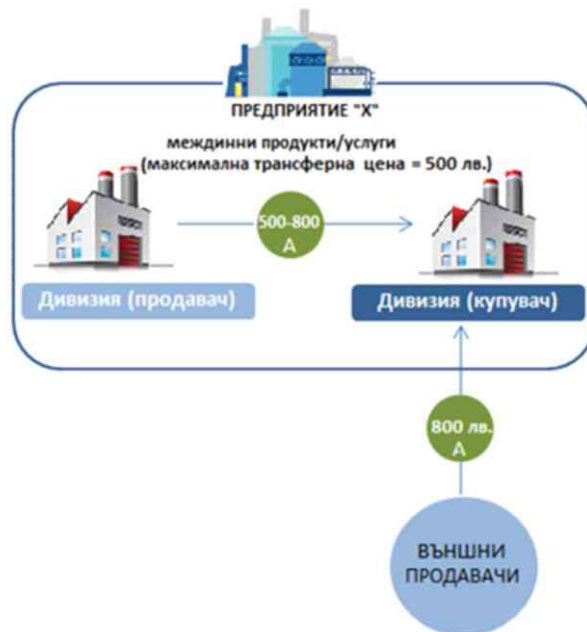 ПРЕДПРИЯТИЕ "Х"
междинни продукти/услуги
(максимална трансферна цена = 500 лв.)
500-800
А
Дивизия (продавач)
Дивизия (купувач)
800 лв.
А
ВЪНШНИ
ПРОДАВАЧИ